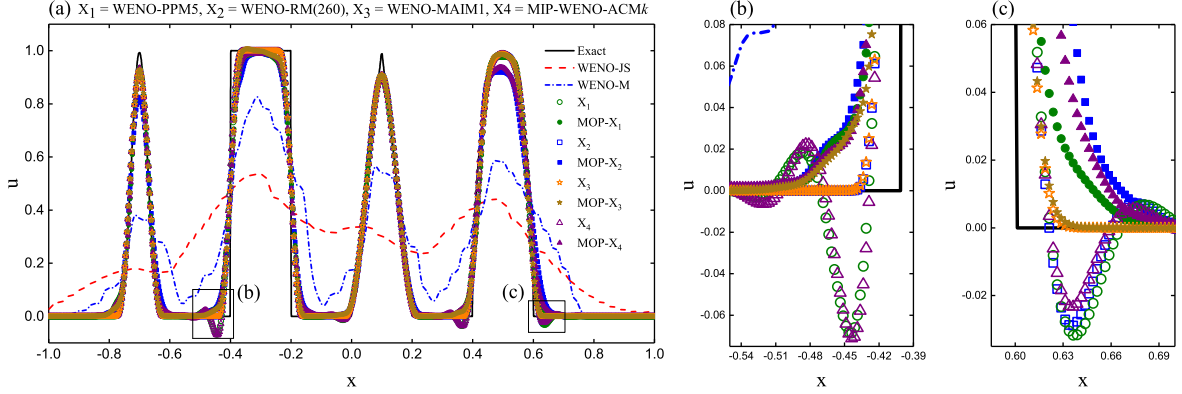 (a) X1 = WENO-PPM5, X2 = WENO-RM(260), X3 = WENO-MAIM1, X4 = MIP-WENO-ACMk
1.0
0.8
0.6
0.4
0.2
0.0
u
-1.0 -0.8 -0.6 -0.4 -0.2 0.0 0.2 0.4 0.6 0.8 1.0
x
Exact
WENO-JS
WENO-M
X1
MOP-X1
X2
MOP-X2
X3
MOP-X3
X4
MOP-X4
(b)
(c)
(b)
0.08
0.06
0.04
0.02
0.00
-0.02
-0.04
-0.06
u
-0.54 -0.51 -0.48 -0.45 -0.42 -0.39
x
(c)
0.06
0.04
0.02
0.00
-0.02
u
0.60 0.63 0.66 0.69
x